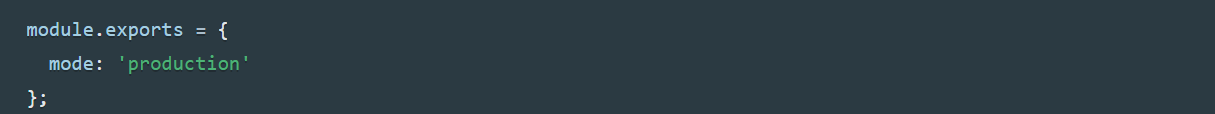 module.exports = {
  mode: 'production'
};